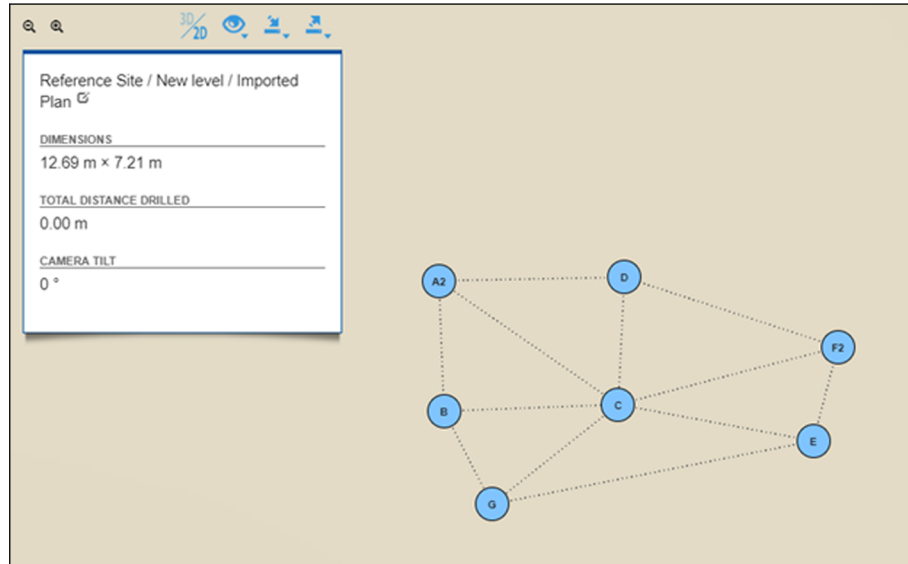 3D/2D
Reference Site / New level / Imported
Plan
DIMENSIONS
12.69 m × 7.21 m
TOTAL DISTANCE DRILLED
0.00 m
CAMERA TILT
0 °
A2
D
F2
B
C
E
G